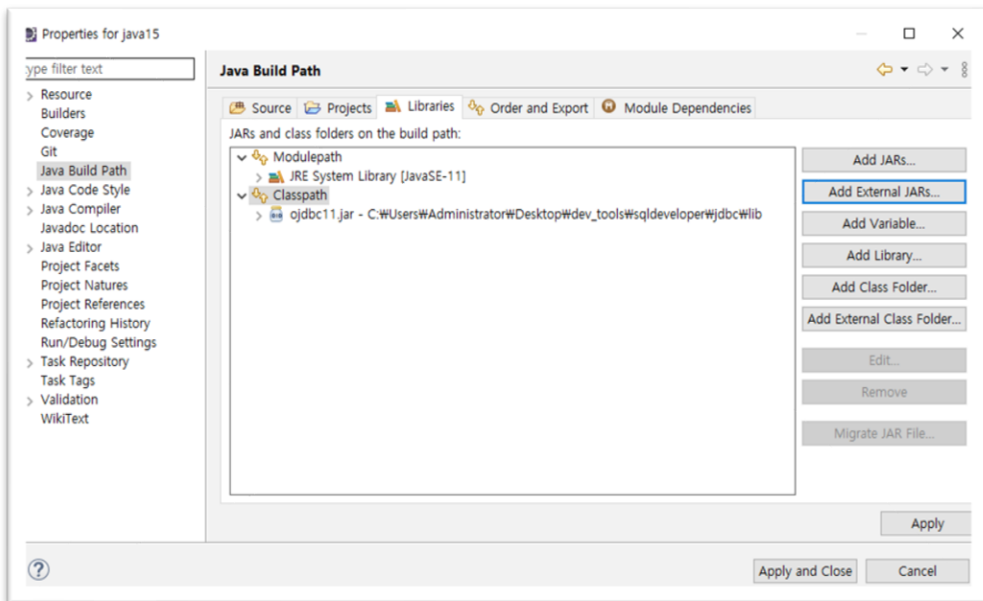 Properties for java15
ype filter text
Java Build Path
Resource
Builders
Coverage
Git
Java Build Path
Java Code Style
Java Compiler
Javadoc Location
Java Editor
Project Facets
Project Natures
Project References
Refactoring History
Run/Debug Settings
Task Repository
Task Tags
Validation
WikiText
Source
Projects
Libraries
Order and Export
Module Dependencies
JARs and class folders on the build path:
Modulepath
JRE System Library [JavaSE-11]
Classpath
ojdbc11.jar - C:₩Users₩Administrator₩Desktop₩dev_tools₩sqldeveloper₩jdbc₩lib
Add JARs...
Add External JARs...
Add Variable...
Add Library...
Add Class Folder...
Add External Class Folder...
Edit...
Remove
Migrate JAR File...
Apply
Apply and Close
Cancel